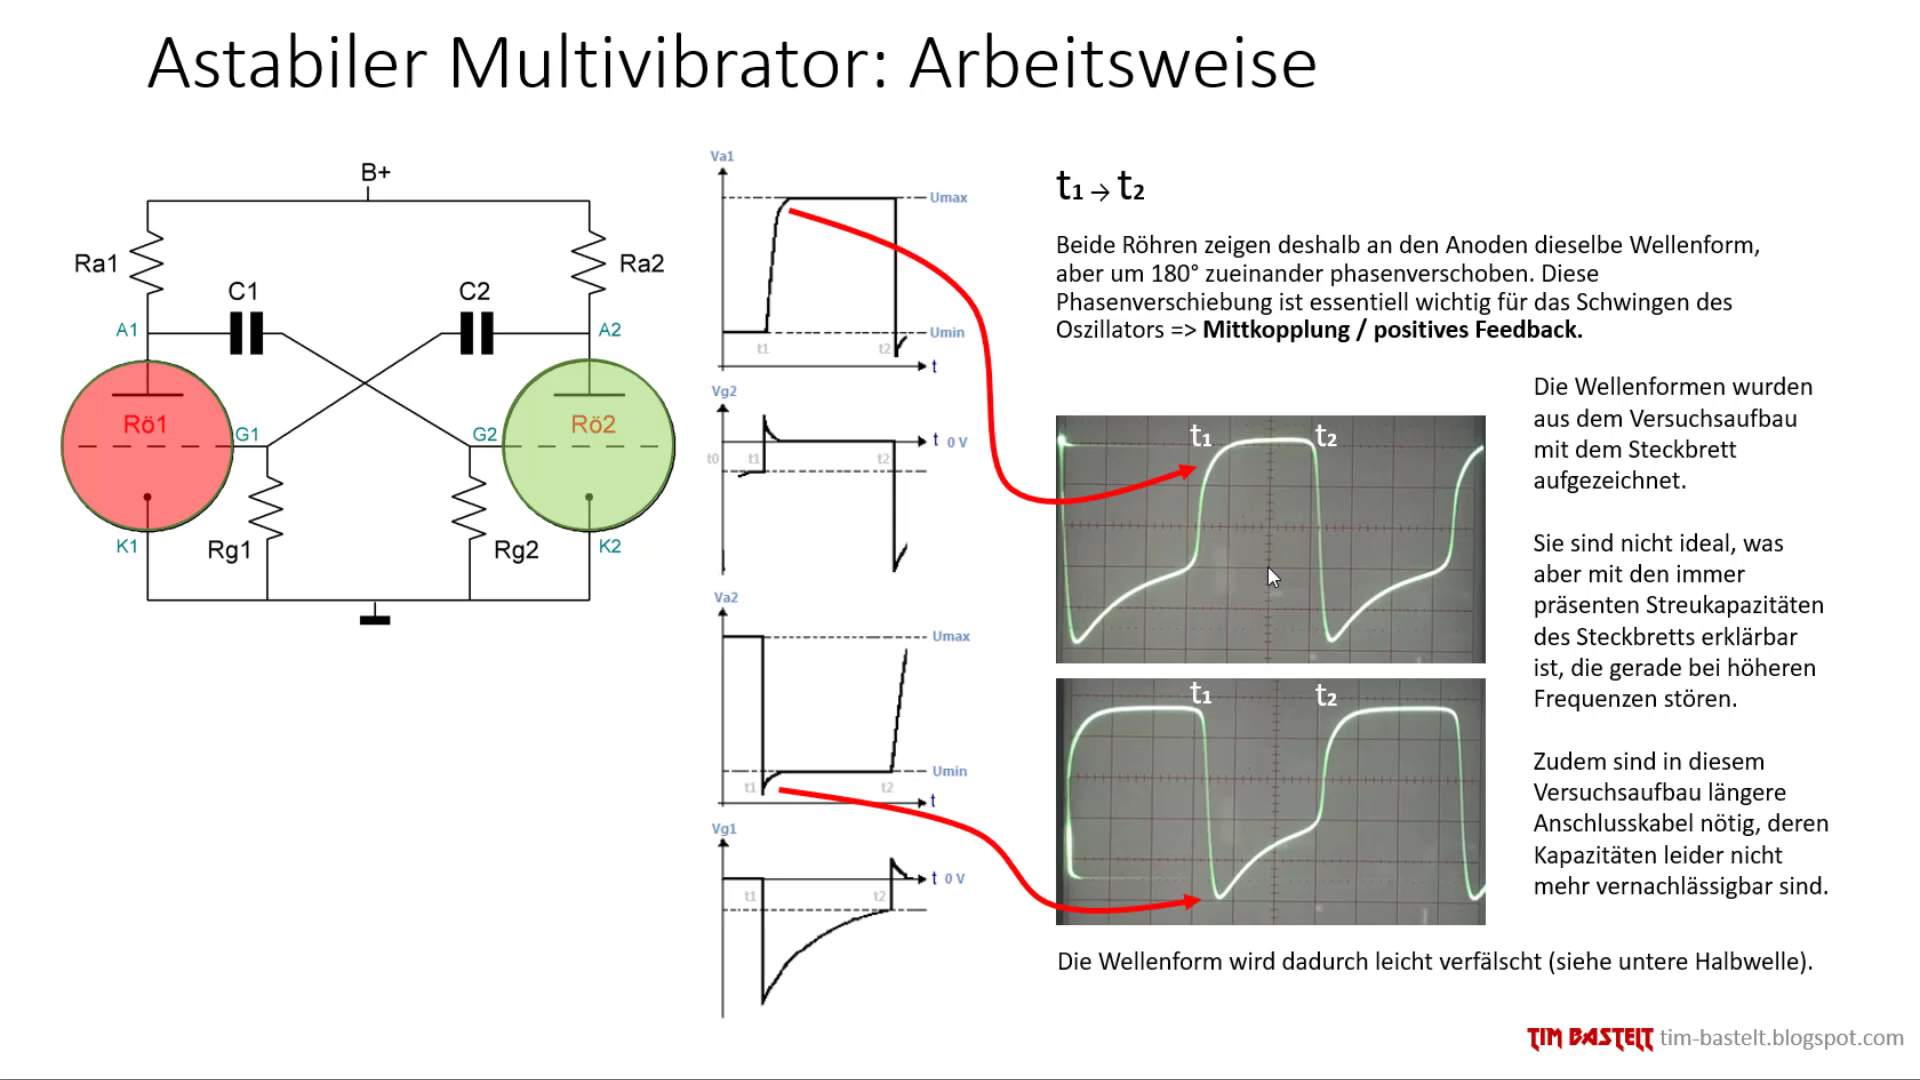 Astabiler Multivibrator: Arbeitsweise
B+
Ra1
Ra2
C1
C2
A1
A2
Rö1
Rö2
G1
G2
Rg1
Rg2
K1
K2
Va1
Umax
Umin
t1
t2
t
Vg2
t 0 V
t0
t1
t2
Va2
Umax
Umin
t1
t2
t
Vg1
t 0 V
t1
t2
t₁ → t₂
Beide Röhren zeigen deshalb an den Anoden dieselbe Wellenform,
aber um 180° zueinander phasenverschoben. Diese
Phasenverschiebung ist essentiell wichtig für das Schwingen des
Oszillators => Mittkopplung / positives Feedback.
t₁
t₂
t₁
t₂
Die Wellenformen wurden
aus dem Versuchsaufbau
mit dem Steckbrett
aufgezeichnet.
Sie sind nicht ideal, was
aber mit den immer
präsenten Streukapazitäten
des Steckbretts erklärbar
ist, die gerade bei höheren
Frequenzen stören.
Zudem sind in diesem
Versuchsaufbau längere
Anschlusskabel nötig, deren
Kapazitäten leider nicht
mehr vernachlässigbar sind.
Die Wellenform wird dadurch leicht verfälscht (siehe untere Halbwelle).
TIM BASTELT tim-bastelt.blogspot.com